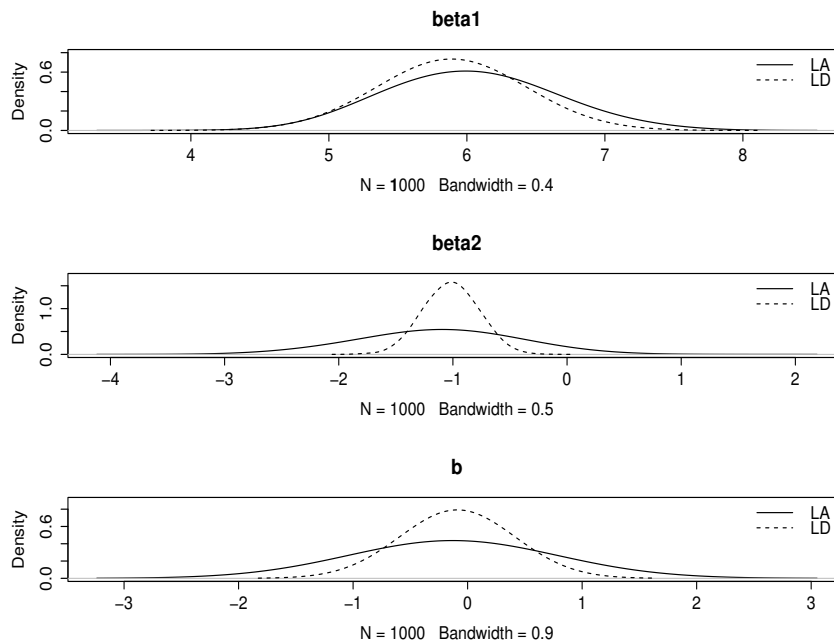 beta1
Density
0.0 0.6
LA
LD
4 5 6 7 8
N = 1000 Bandwidth = 0.4
beta2
Density
0.0 1.0
LA
LD
−4 −3 −2 −1 0 1 2
N = 1000 Bandwidth = 0.5
b
Density
0.0 0.6
LA
LD
−3 −2 −1 0 1 2 3
N = 1000 Bandwidth = 0.9